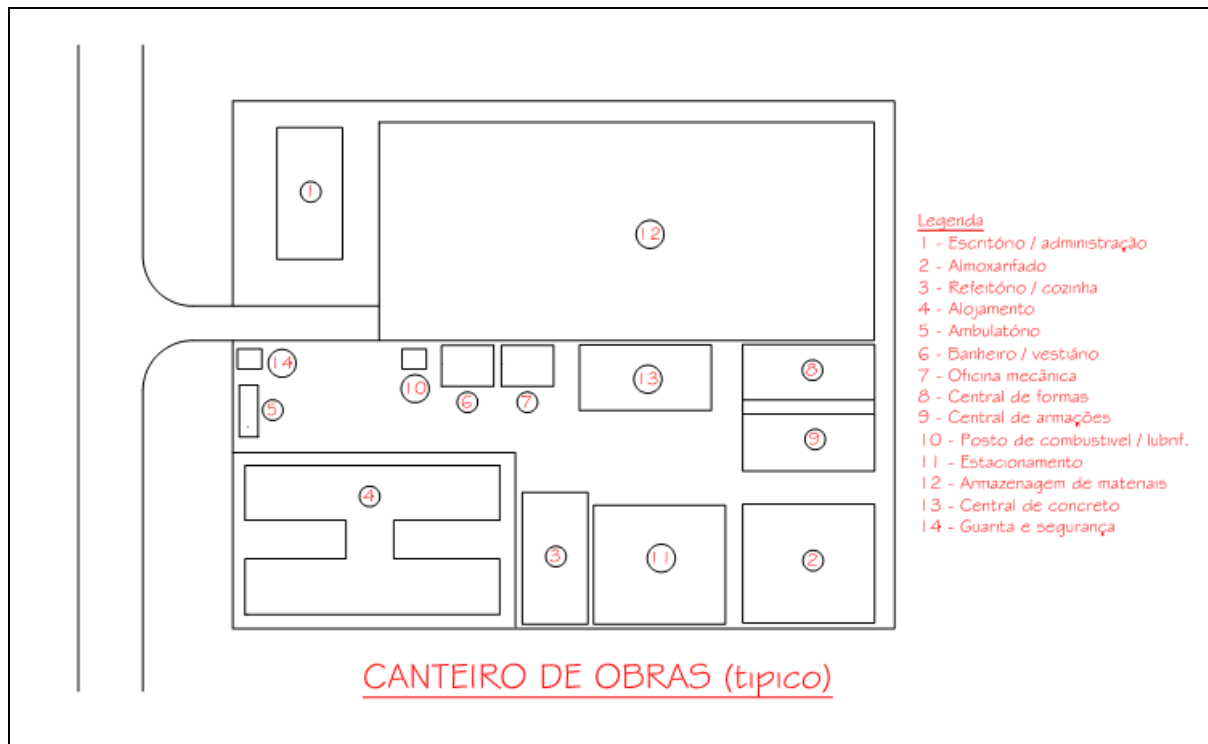 1
12
14
10
6
7
13
8
5
9
4
3
11
2
Legenda
1 - Escritório / administração
2 - Almoxarifado
3 - Refeitório / cozinha
4 - Alojamento
5 - Ambulatório
6 - Banheiro / vestiário
7 - Oficina mecânica
8 - Central de formas
9 - Central de armações
10 - Posto de combustivel / lubrif.
11 - Estacionamento
12 - Armazenagem de materiais
13 - Central de concreto
14 - Guarita e segurança
CANTEIRO DE OBRAS (tipico)